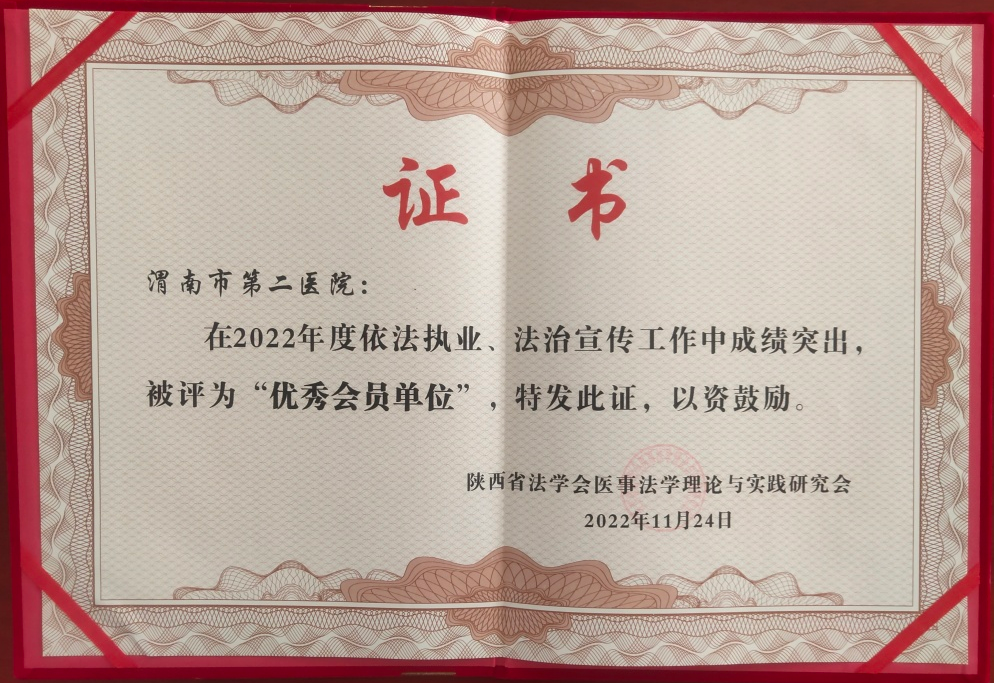 证书
渭南市第二医院：
在2022年度依法执业、法治宣传工作中成绩突出，
被评为“优秀会员单位”，特发此证，以资鼓励。
陕西省法学会医事法学理论与实践研究会
2022年11月24日